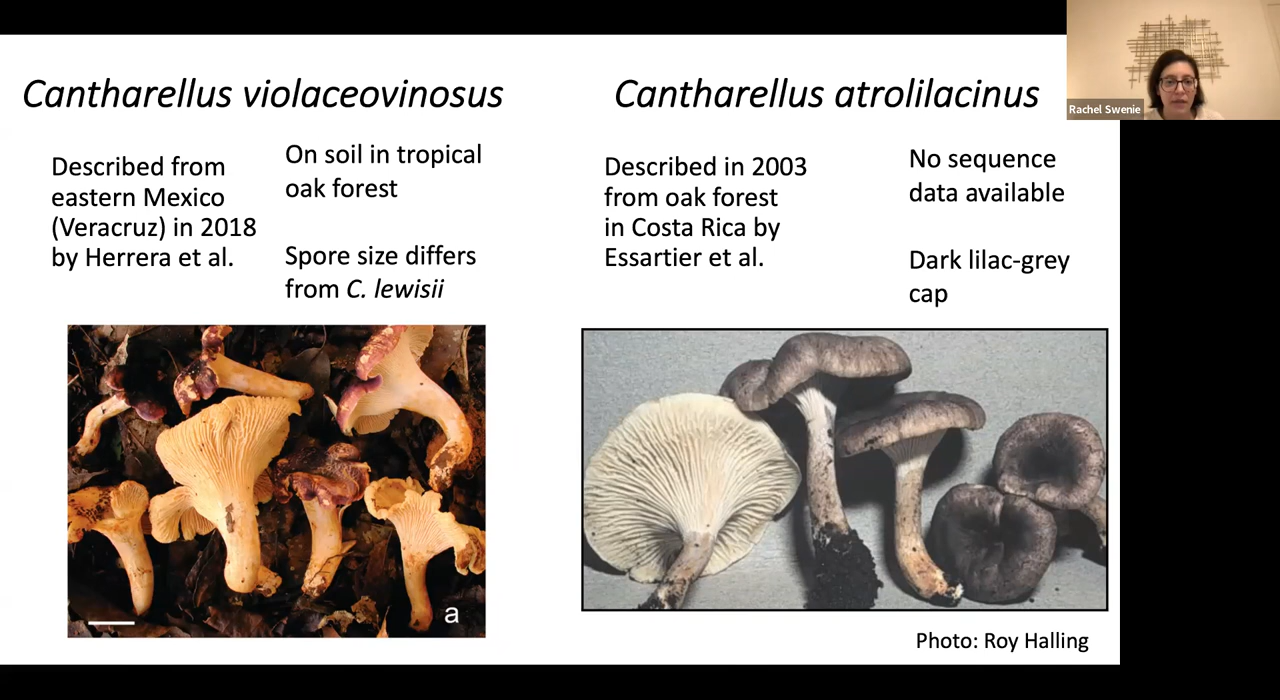 Cantharellus violaceovinosus
Described from
eastern Mexico
(Veracruz) in 2018
by Herrera et al.
On soil in tropical
oak forest
Spore size differs
from C. lewisii
a
Cantharellus atrolilacinus
Described in 2003
from oak forest
in Costa Rica by
Essartier et al.
No sequence
data available
Dark lilac-grey
cap
Photo: Roy Halling
Rachel Swenie